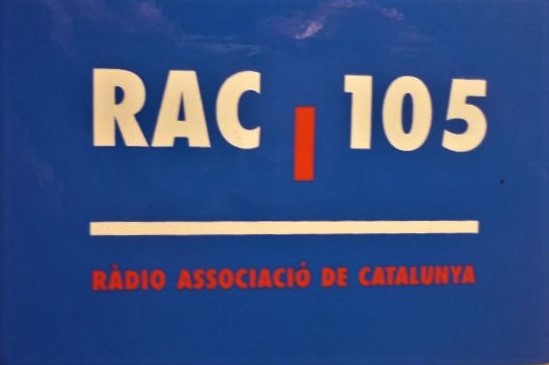 RAC 105
RÀDIO ASSOCIACIÓ DE CATALUNYA